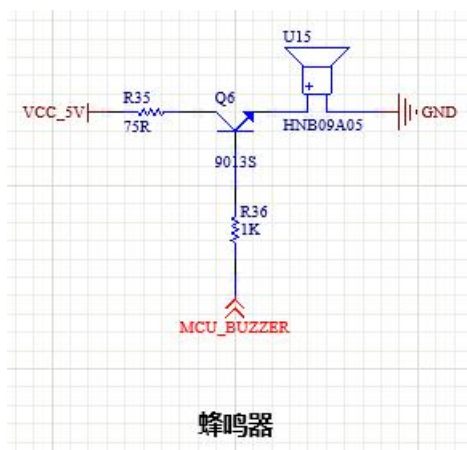 U15
R35
Q6
VCC_5V
GND
75R
HNB09A05
+
9013S
R36
1K
MCU_BUZZER
蜂鸣器